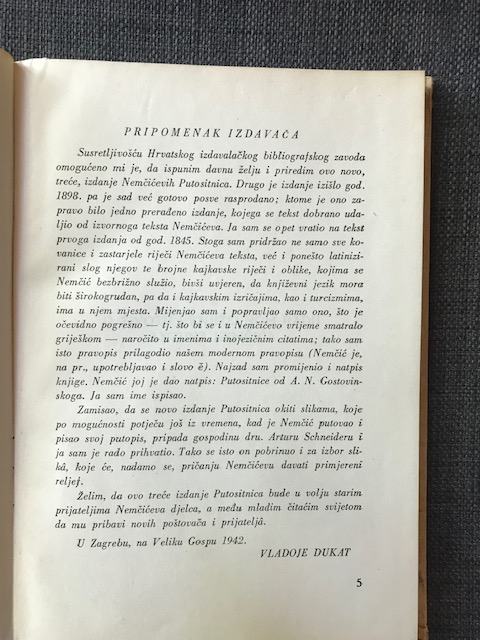 PRIPOMENAK IZDAVAČA
Susretljivošću Hrvatskog izdavalačkog bibliografskog zavoda
omogućeno mi je, da ispunim davnu želju i priredim ovo novo,
treće, izdanje Nemčićevih Putositnica. Drugo je izdanje izišlo god.
1898. pa je sad već gotovo posve rasprodano; ktome je ono za-
pravo bilo jedno prerađeno izdanje, kojega se tekst dobrano uda-
ljio od izvornoga teksta Nemčićeva. Ja sam se opet vratio na tekst
prvoga izdanja od god. 1845. Stoga sam pridržao ne samo sve ko-
vanice i zastarjele riječi Nemčićeva teksta, već i ponešto latinizi-
rani slog njegov te brojne kajkavske riječi i oblike, kojima se
Nemčić bezbrižno služio, bivši uvjeren, da književni jezik mora
biti širokogrudan, pa da i kajkavskim izričajima, kao i turcizmima,
ima u njem mjesta. Mijenjao sam i popravljao samo ono, što je
očevidno pogrešno — tj. što bi se i u Nemčićevo vrijeme smatralo
griješkom — naročito u imenima i inojezičnim citatima; tako sam
isto pravopis prilagodio našem modernom pravopisu (Nemčić je,
na pr., upotrebljavao i slovo ě). Najzad sam promijenio i natpis
knjige. Nemčić joj je dao natpis: Putositnice od A. N. Gostovin-
skoga. Ja sam ime ispisao.
Zamisao, da se novo izdanje Putositnica okiti slikama, koje
po mogućnosti potječu još iz vremena, kad je Nemčić putovao i
pisao svoj putopis, pripada gospodinu dru. Arturu Schneideru i
ja sam je rado prihvatio. Tako se isto on pobrinuo i za izbor sli-
kâ, koje će, nadamo se, pričanju Nemčićevu davati primjereni
reljef.
Želim, da ovo treće izdanje Putositnica bude u volju starim
prijateljima Nemčićeva djelca, a među mlađim čitaćim svijetom
da mu pribavi novih poštovača i prijateljâ.
U Zagrebu, na Veliku Gospu 1942.
VLADOJE DUKAT
5